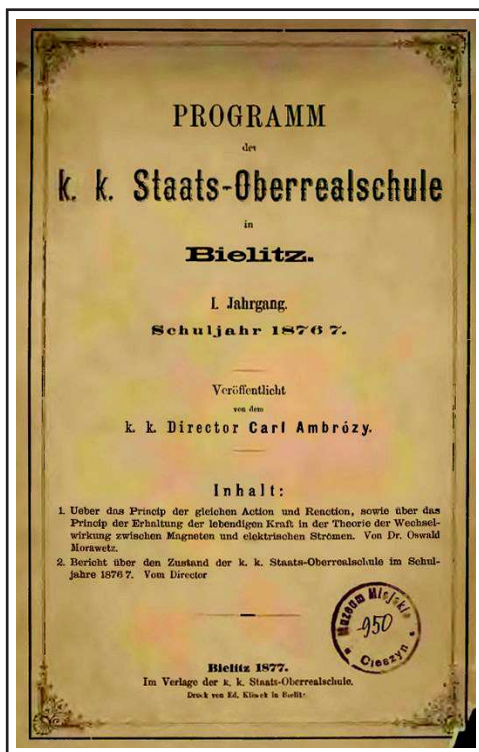 PROGRAMM
der
k. k. Staats-Oberrealschule
in
Bielitz.
I. Jahrgang.
Schuljahr 1876 7.
Veröffentlicht
von dem
k. k. Director Carl Ambrózy.
Inhalt:
1. Ueber das Princip der gleichen Action und Reaction, sowie über das
Princip der Erhaltung der lebendigen Kraft in der Theorie der Wechsel-
wirkung zwischen Magneten und elektrischen Strömen. Von Dr. Oswald
Morawetz.
2. Bericht über den Zustand der k. k. Staats-Oberrealschule im Schul-
jahre 1876 7. Vom Director
Muzeum Miejskie
950
Cieszyn
Bielitz 1877.
Im Verlage der k. k. Staats-Oberrealschule.
Druck von Ed. Klimek in Bielitz